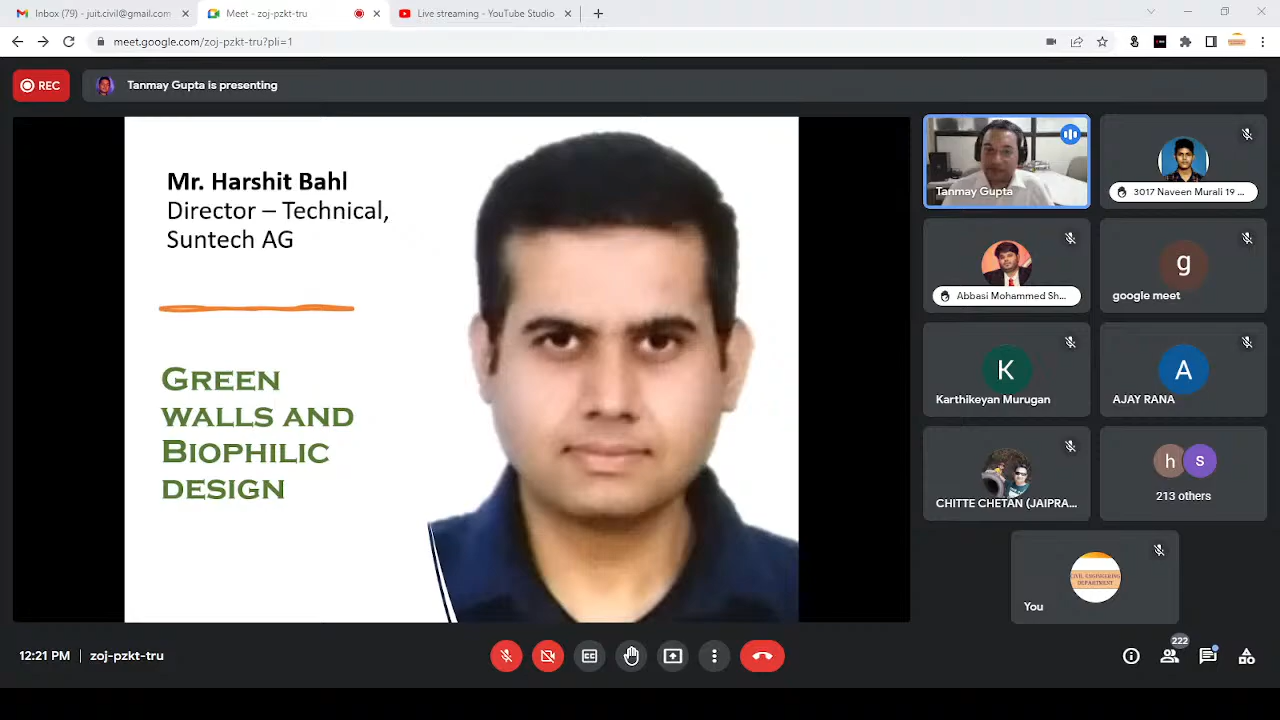 Inbox (79) - juit.civil@gmail.com
Meet - zoj-pzkt-tru
Live streaming - YouTube Studio
meet.google.com/zoj-pzkt-tru?pli=1
REC
Tanmay Gupta is presenting
Mr. Harshit Bahl
Director – Technical,
Suntech AG
GREEN
WALLS AND
BIOPHILIC
DESIGN
Tanmay Gupta
3017 Naveen Murali 19 ...
Abbasi Mohammed Sh...
g
google meet
K
Karthikeyan Murugan
A
AJAY RANA
CHITTE CHETAN (JAIPRA...
h
s
213 others
CIVIL ENGINEERING
DEPARTMENT
You
12:21 PM
zoj-pzkt-tru
222